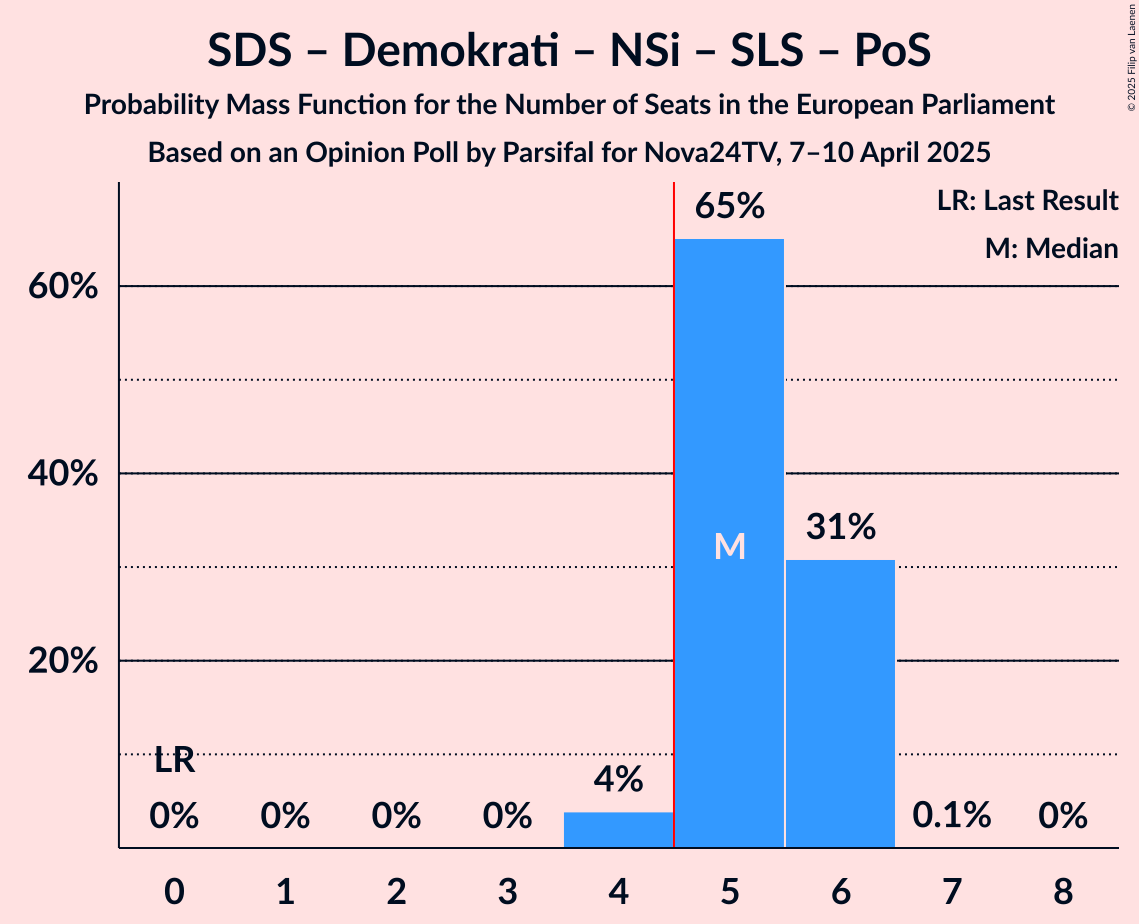 SDS – Demokrati – NSi – SLS – PoS
Probability Mass Function for the Number of Seats in the European Parliament
Based on an Opinion Poll by Parsifal for Nova24TV, 7–10 April 2025
© 2025 Filip van Laenen
LR: Last Result
M: Median
65%
60%
40%
31%
M
20%
LR
4%
0% 0% 0% 0% 0.1% 0%
0 1 2 3 4 5 6 7 8